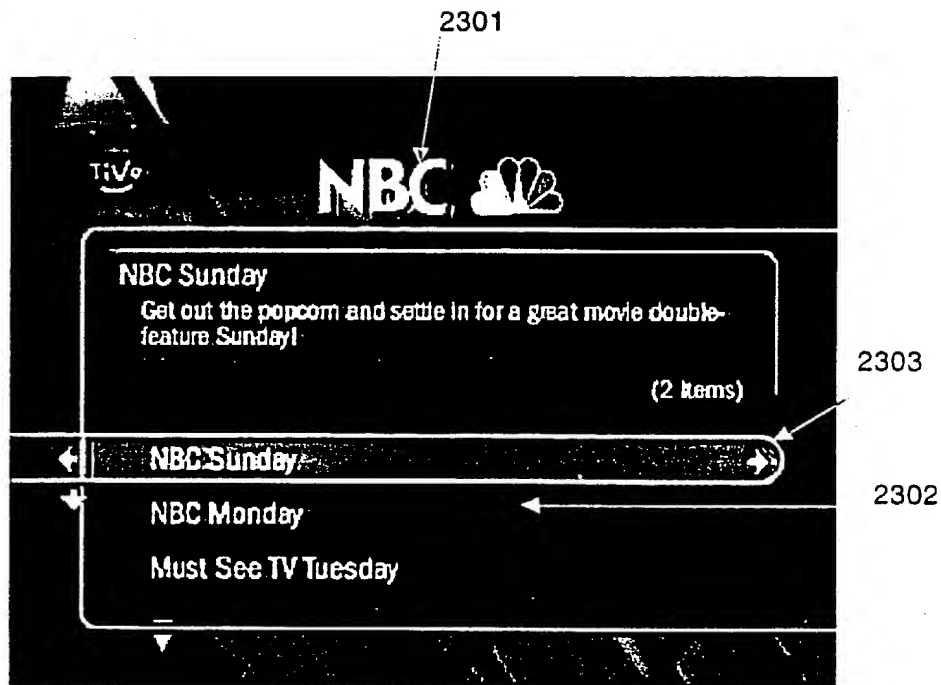 2301
TiVo
NBC
NBC Sunday
Get out the popcorn and settle in for a great movie double-
feature Sunday!
2303
(2 Items)
NBC Sunday
2302
NBC Monday
Must See TV Tuesday